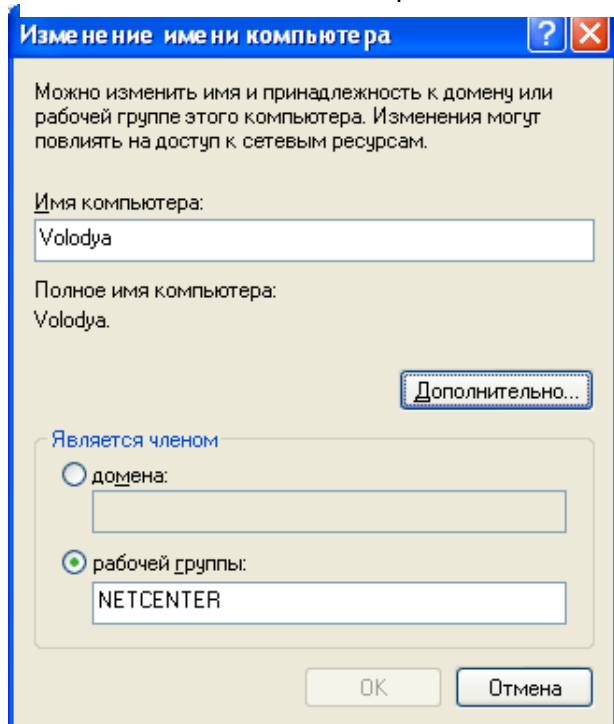 Изменение имени компьютера
Можно изменить имя и принадлежность к домену или
рабочей группе этого компьютера. Изменения могут
повлиять на доступ к сетевым ресурсам.
Имя компьютера:
Volodya
Полное имя компьютера:
Volodya.
Дополнительно...
Является членом
домена:
рабочей группы:
NETCENTER
OK
Отмена